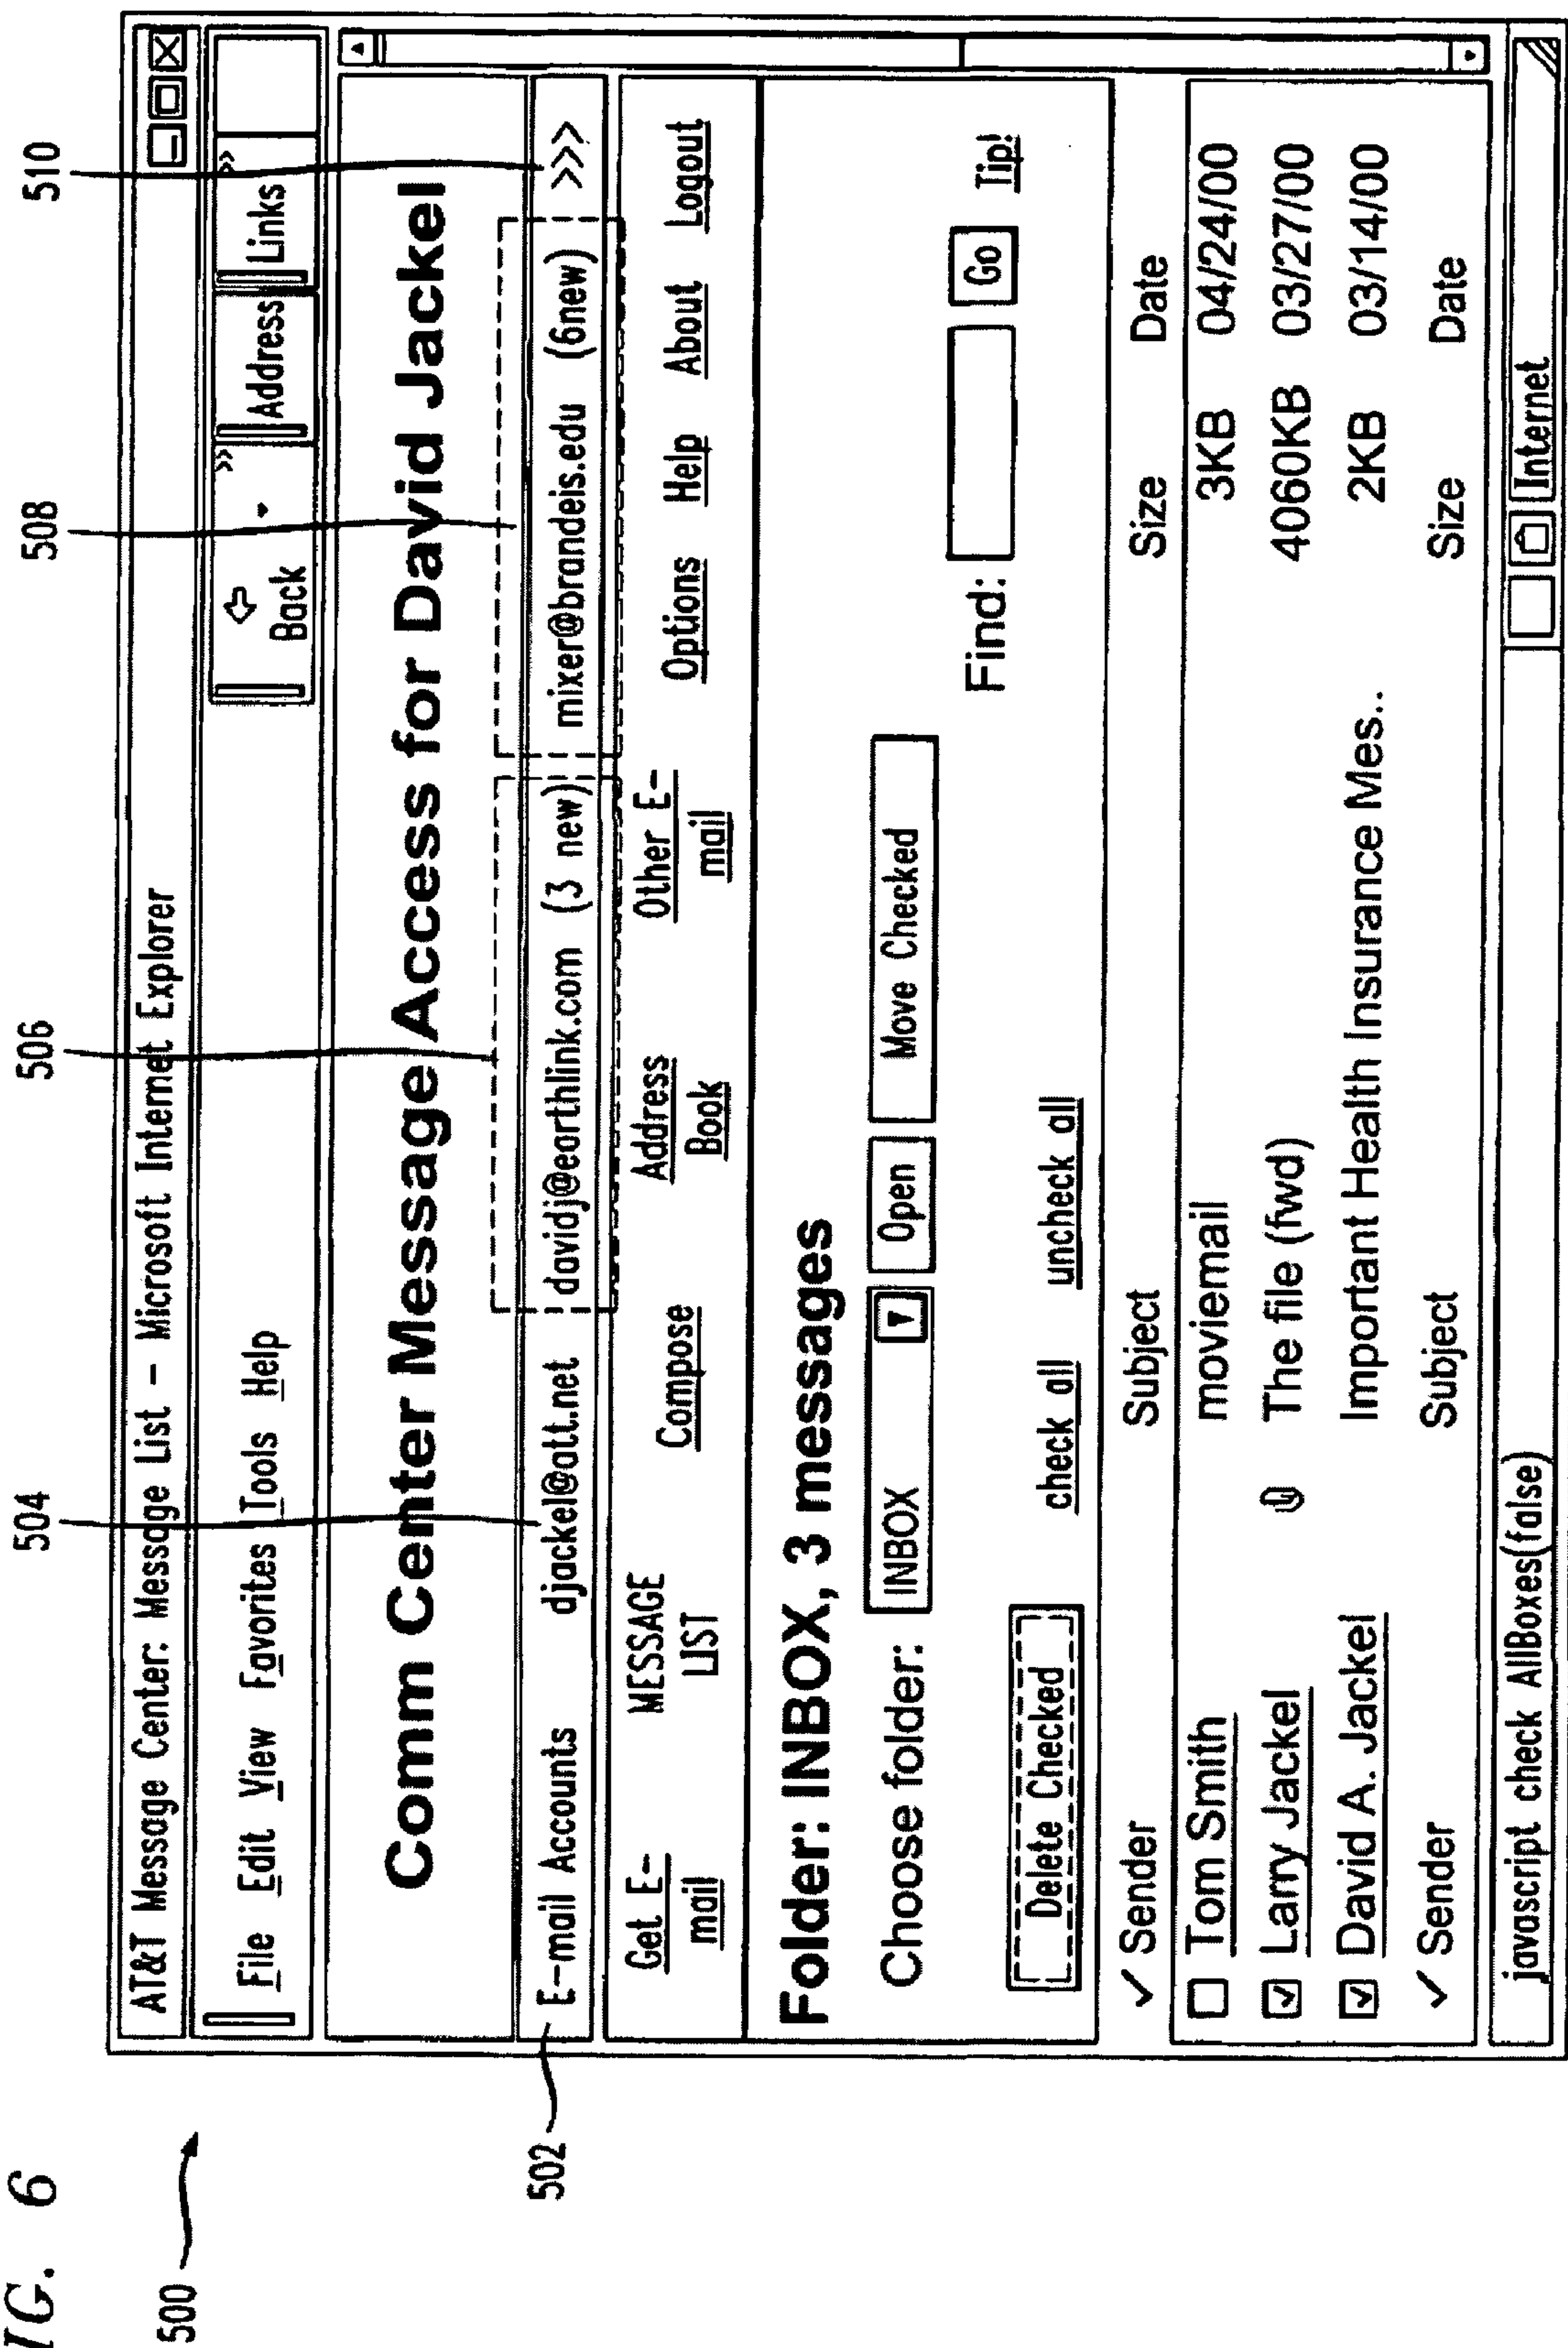 IG. 6
500
502
504
506
508
510
AT&T Message Center: Message List – Microsoft Internet Explorer
File Edit View Favorites Tools Help
Back
»
Address
Links
»
Comm Center Message Access for David Jackel
E-mail Accounts djackel@att.net davidj@earthlink.com (3 new) mixer@brandeis.edu (6new) >>>
Get E-
mail
MESSAGE
LIST
Compose
Address
Book
Other E-
mail
Options
Help
About
Logout
Folder: INBOX, 3 messages
Choose folder: INBOX Open Move Checked
Find: Go Tip!
Delete Checked check all uncheck all
✓ Sender Subject Size Date
Tom Smith moviemail 3KB 04/24/00
Larry Jackel The file (fwd) 4060KB 03/27/00
David A. Jackel Important Health Insurance Mes.. 2KB 03/14/00
✓ Sender Subject Size Date
javascript check AllBoxes(false) Internet